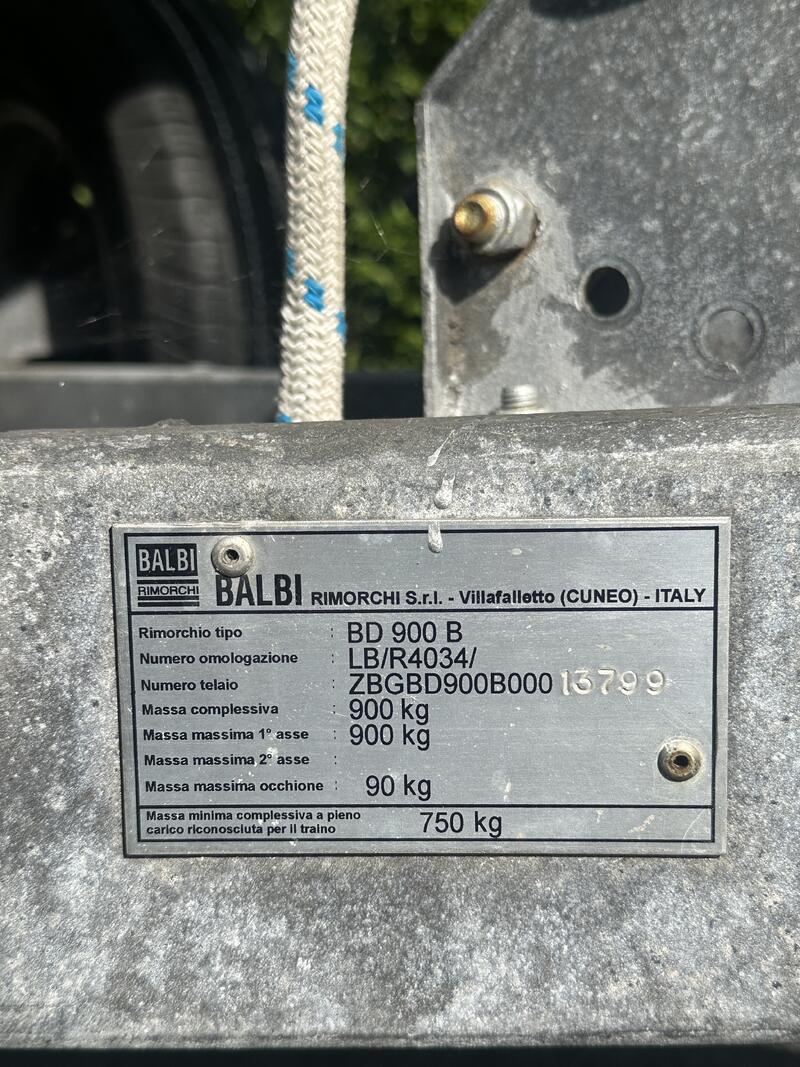 BALBI
RIMORCHI
BALBI RIMORCHI S.r.l. - Villafalletto (CUNEO) - ITALY
Rimorchio tipo : BD 900 B
Numero omologazione : LB/R4034/
Numero telaio : ZBGBD900B00013799
Massa complessiva : 900 kg
Massa massima 1° asse : 900 kg
Massa massima 2° asse :
Massa massima occhione : 90 kg
Massa minima complessiva a pieno
carico riconosciuta per il traino 750 kg